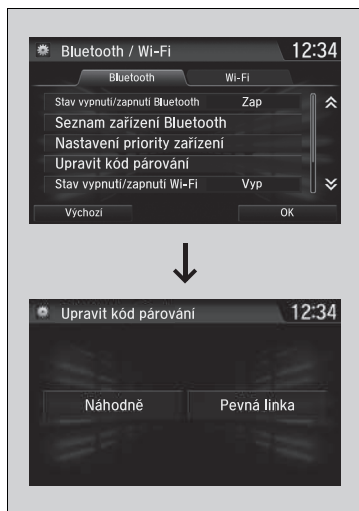 Bluetooth / Wi-Fi 12:34
Bluetooth Wi-Fi
Stav vypnutí/zapnutí Bluetooth Zap
Seznam zařízení Bluetooth
Nastavení priority zařízení
Upravit kód párování
Stav vypnutí/zapnutí Wi-Fi Vyp
Výchozí OK
Upravit kód párování 12:34
Náhodně Pevná linka